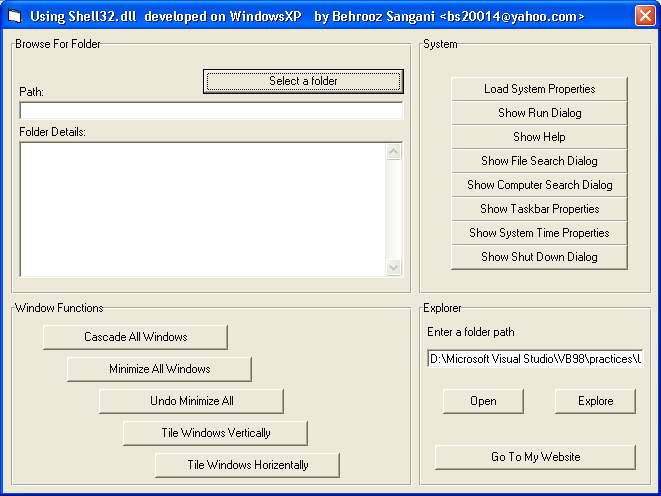 Using Shell32.dll  developed on WindowsXP   by Behrooz Sangani <bs20014@yahoo.com>
Browse For Folder
Select a folder
Path:
Folder Details:
System
Load System Properties
Show Run Dialog
Show Help
Show File Search Dialog
Show Computer Search Dialog
Show Taskbar Properties
Show System Time Properties
Show Shut Down Dialog
Window Functions
Cascade All Windows
Minimize All Windows
Undo Minimize All
Tile Windows Vertically
Tile Windows Horizentally
Explorer
Enter a folder path
D:\Microsoft Visual Studio\VB98\practices\
Open
Explore
Go To My Website